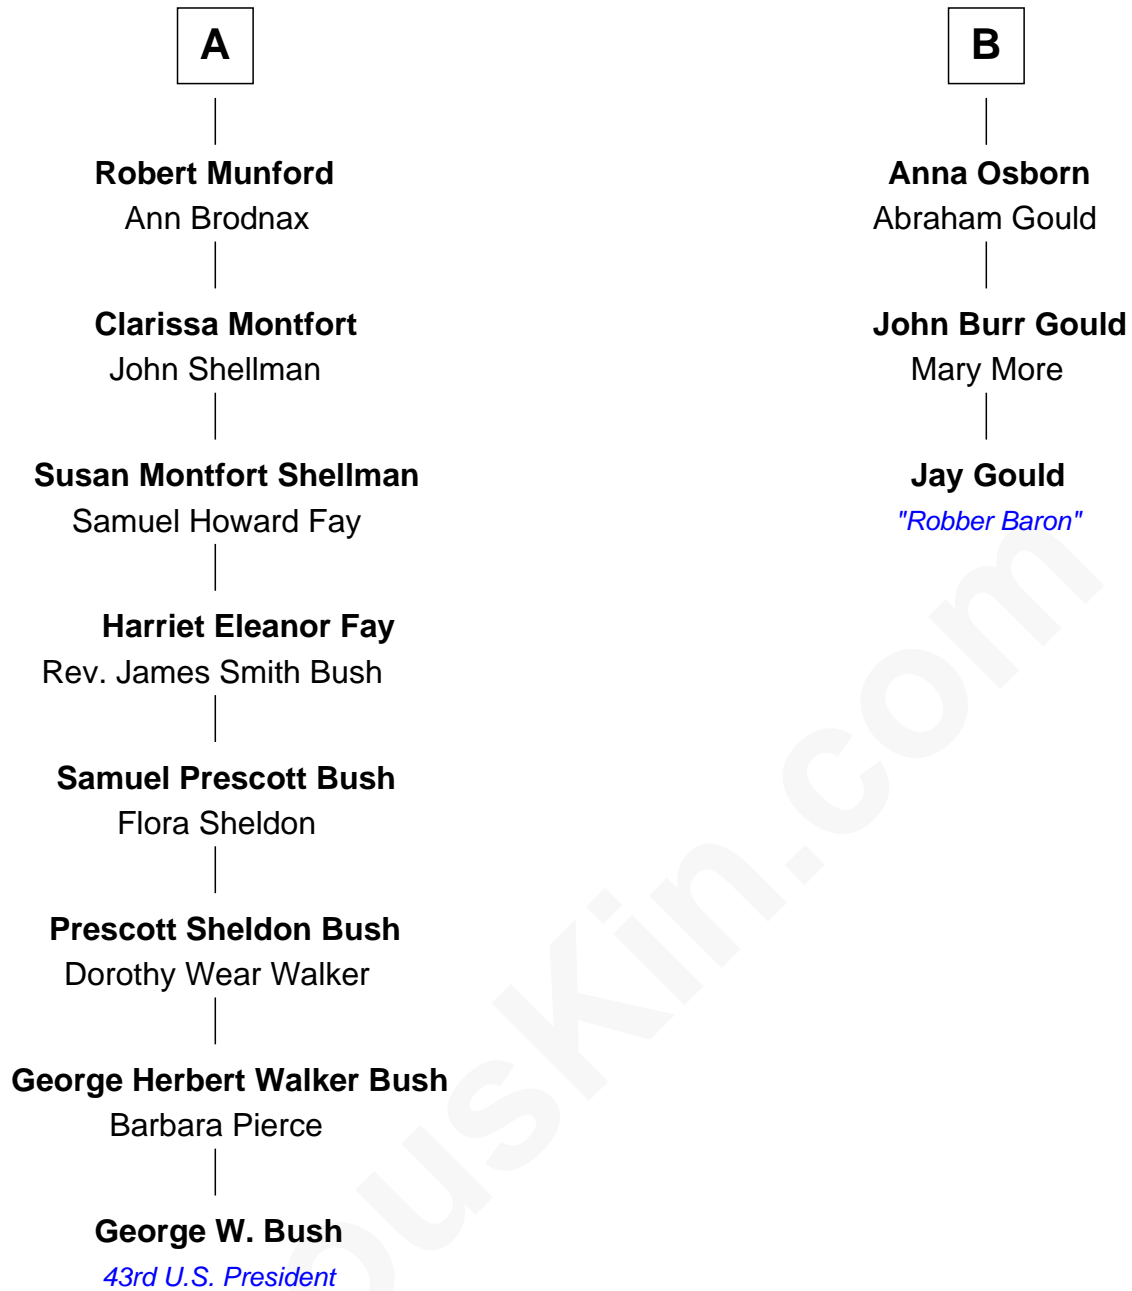 A
Robert Munford
Ann Brodnax
Clarissa Montfort
John Shellman
Susan Montfort Shellman
Samuel Howard Fay
Harriet Eleanor Fay
Rev. James Smith Bush
Samuel Prescott Bush
Flora Sheldon
Prescott Sheldon Bush
Dorothy Wear Walker
George Herbert Walker Bush
Barbara Pierce
George W. Bush
43rd U.S. President
B
Anna Osborn
Abraham Gould
John Burr Gould
Mary More
Jay Gould
"Robber Baron"
ousKin.com